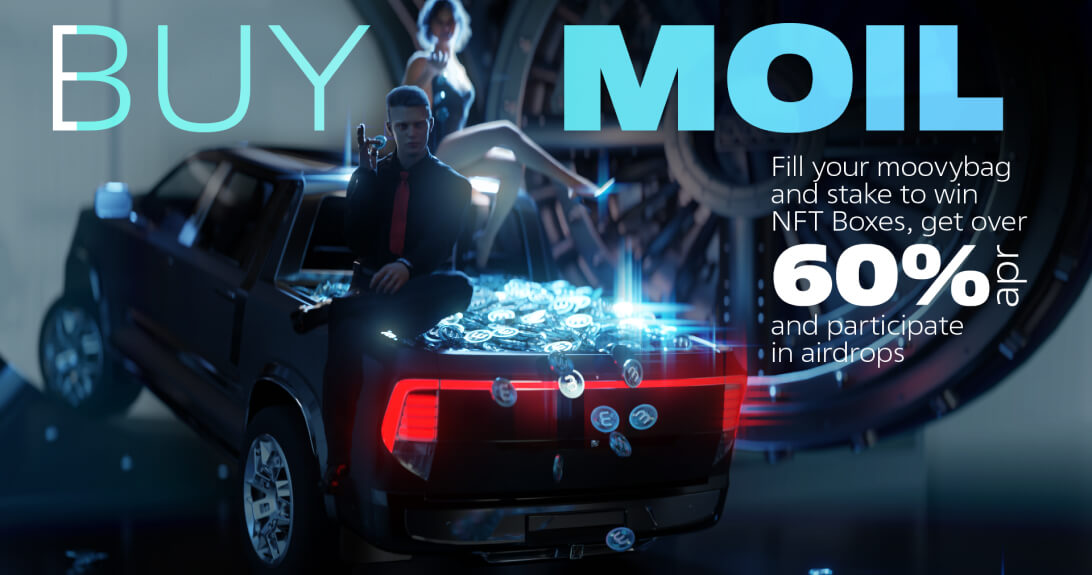 BUY MOIL
Fill your moovybag
and stake to win
NFT Boxes, get over
60% apr
and participate
in airdrops